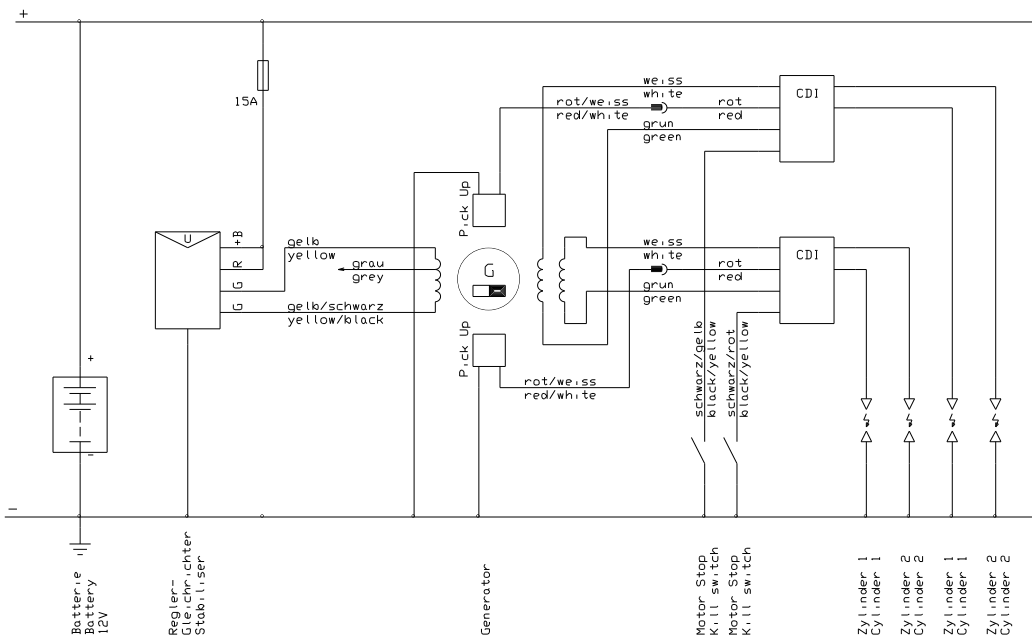 +
15A
weiss
white
CDI
rot/weiss
red/white
rot
red
grun
green
Pick Up
U
+B
R
G
G
gelb
yellow
grau
grey
gelb/schwarz
yellow/black
G
weiss
white
CDI
rot
red
grun
green
Pick Up
rot/weiss
red/white
schwarz/gelb
black/yellow
schwarz/rot
black/yellow
+
-
-
Batterie
Battery
12V
Regler-
Gleichrichter
Stabiliser
Generator
Motor Stop
Kill switch
Motor Stop
Kill switch
Zylinder 1
Cylinder 1
Zylinder 2
Cylinder 2
Zylinder 1
Cylinder 1
Zylinder 2
Cylinder 2